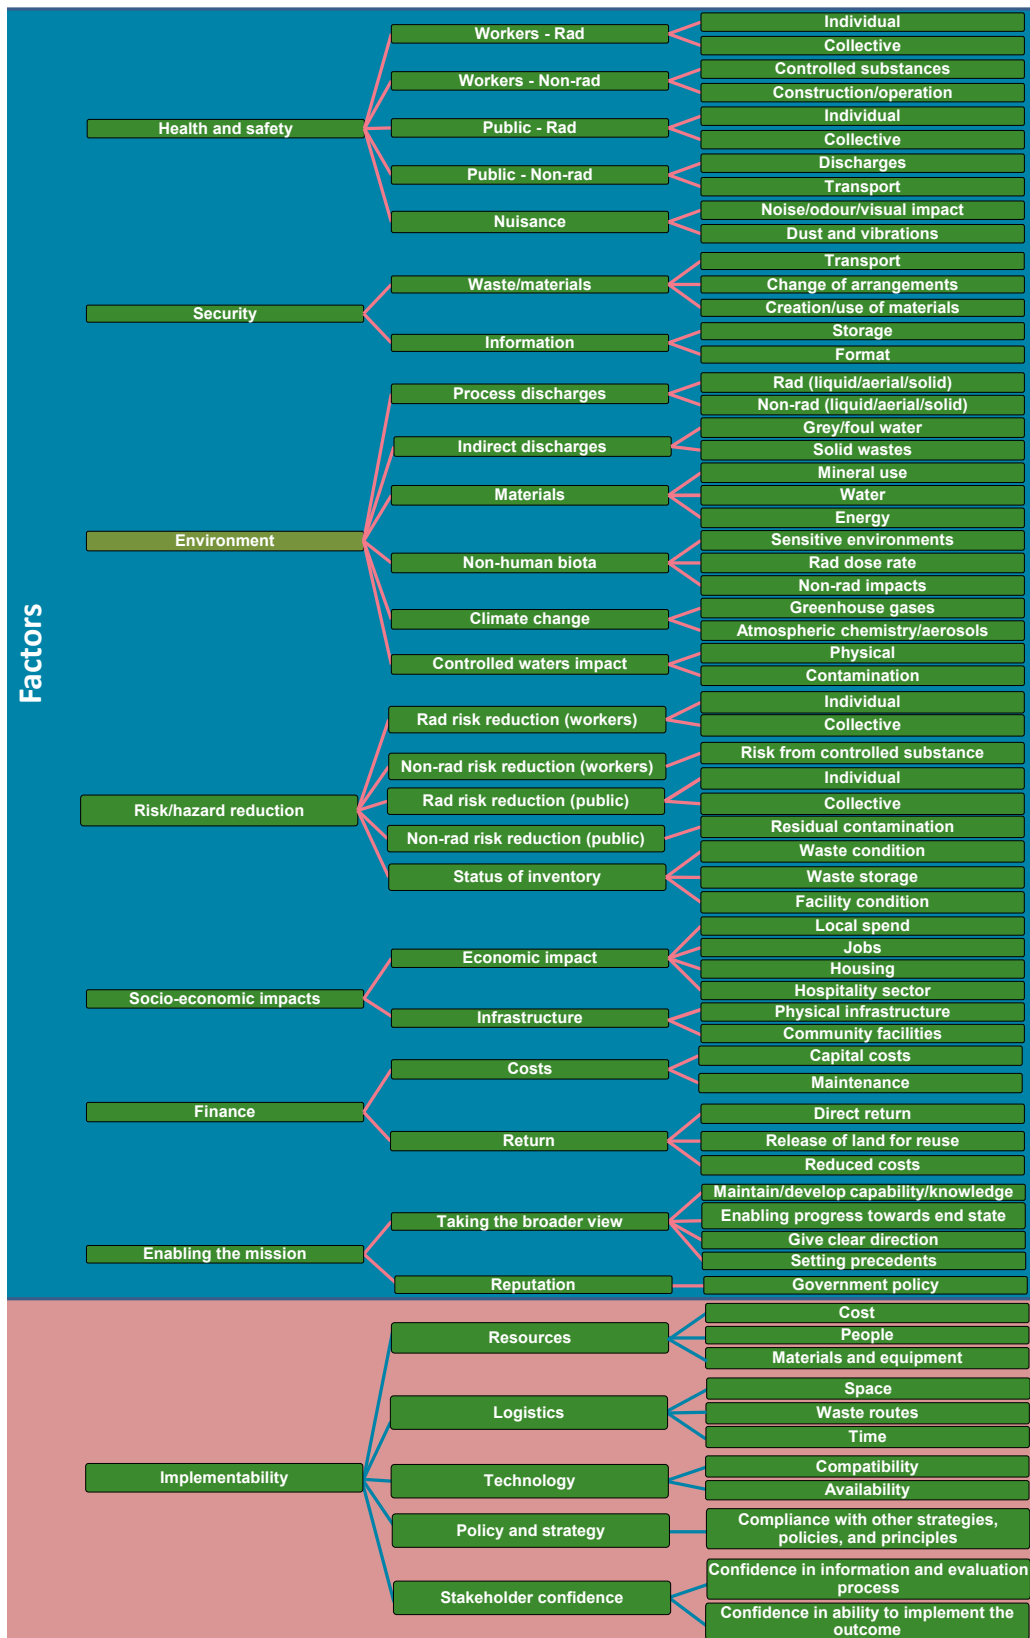 Factors
Health and safety
Workers - Rad
Individual
Collective
Workers - Non-rad
Controlled substances
Construction/operation
Public - Rad
Individual
Collective
Public - Non-rad
Discharges
Transport
Nuisance
Noise/odour/visual impact
Dust and vibrations
Security
Waste/materials
Transport
Change of arrangements
Creation/use of materials
Information
Storage
Format
Environment
Process discharges
Rad (liquid/aerial/solid)
Non-rad (liquid/aerial/solid)
Indirect discharges
Grey/foul water
Solid wastes
Materials
Mineral use
Water
Energy
Non-human biota
Sensitive environments
Rad dose rate
Non-rad impacts
Climate change
Greenhouse gases
Atmospheric chemistry/aerosols
Controlled waters impact
Physical
Contamination
Risk/hazard reduction
Rad risk reduction (workers)
Individual
Collective
Non-rad risk reduction (workers)
Risk from controlled substance
Rad risk reduction (public)
Individual
Collective
Non-rad risk reduction (public)
Residual contamination
Status of inventory
Waste condition
Waste storage
Facility condition
Socio-economic impacts
Economic impact
Local spend
Jobs
Housing
Hospitality sector
Infrastructure
Physical infrastructure
Community facilities
Finance
Costs
Capital costs
Maintenance
Return
Direct return
Release of land for reuse
Reduced costs
Enabling the mission
Taking the broader view
Maintain/develop capability/knowledge
Enabling progress towards end state
Give clear direction
Setting precedents
Reputation
Government policy
Implementability
Resources
Cost
People
Materials and equipment
Logistics
Space
Waste routes
Time
Technology
Compatibility
Availability
Policy and strategy
Compliance with other strategies,
policies, and principles
Stakeholder confidence
Confidence in information and evaluation
process
Confidence in ability to implement the
outcome